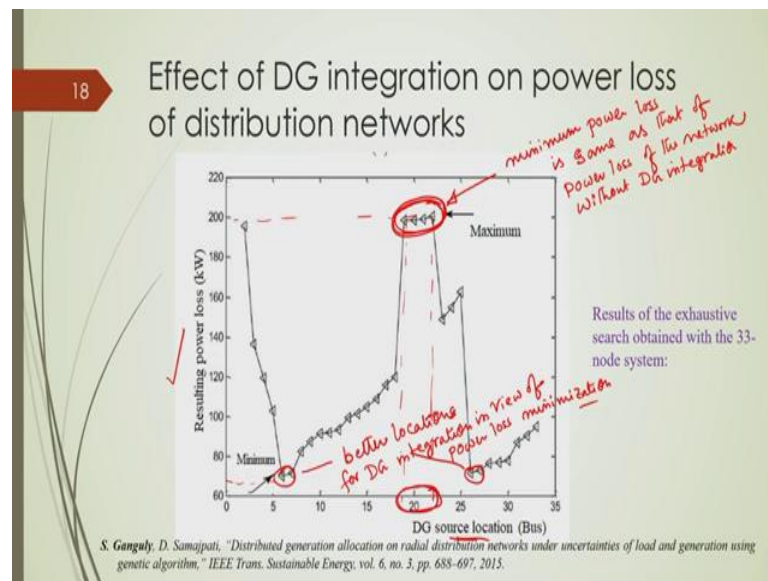 18
Effect of DG integration on power loss
of distribution networks
minimum power loss
is same as that of
power loss of the network
without DG integration
220
200
180
160
140
120
100
80
60
Resulting power loss (kW)
Maximum
Minimum
better locations
for DG integration in view of
power loss minimization
0
5
10
15
20
25
30
35
DG source location (Bus)
Results of the exhaustive
search obtained with the 33-
node system:
S. Ganguly, D. Samajpati, "Distributed generation allocation on radial distribution networks under uncertainties of load and generation using
genetic algorithm," IEEE Trans. Sustainable Energy, vol. 6, no. 3, pp. 688–697, 2015.